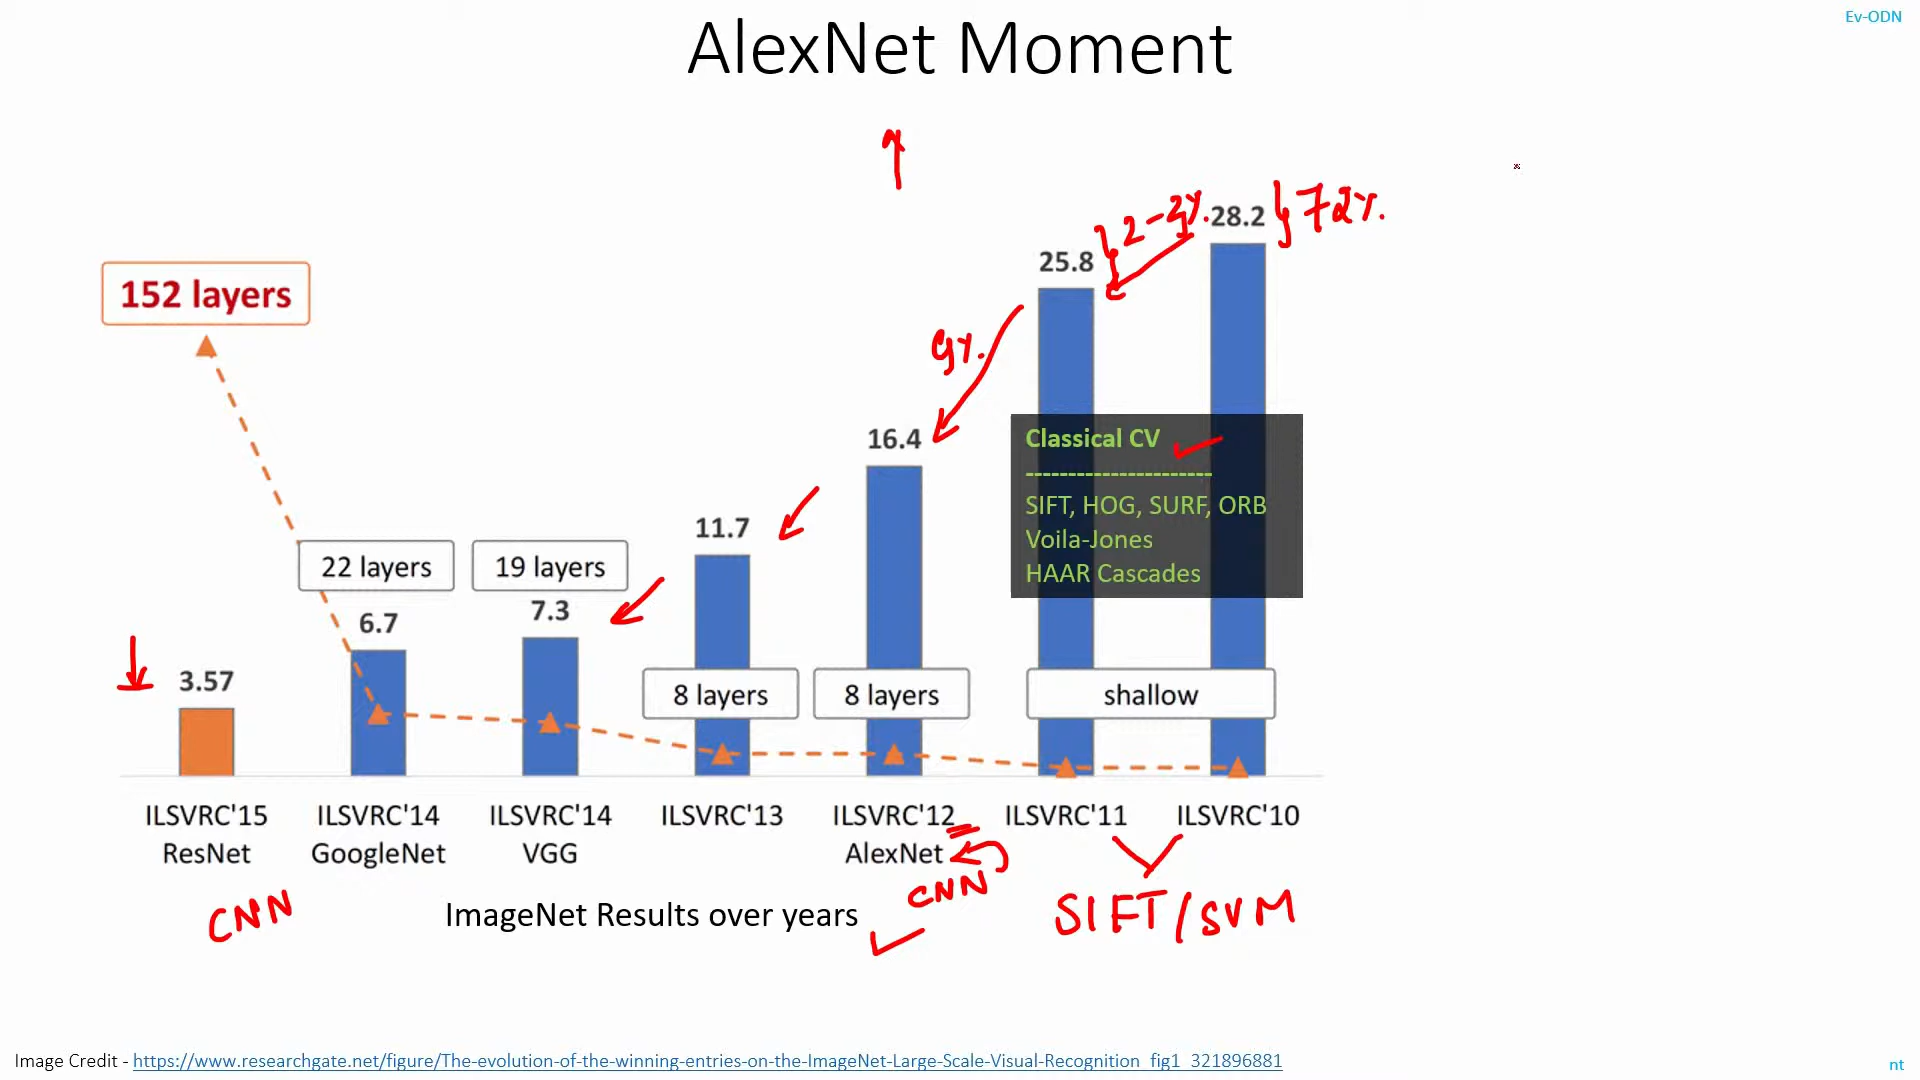 AlexNet Moment
Ev-ODN
2-3%.
28.2
72%.
25.8
152 layers
9%.
16.4
Classical CV
----------------------
SIFT, HOG, SURF, ORB
Voila-Jones
HAAR Cascades
11.7
22 layers
19 layers
7.3
6.7
3.57
8 layers
8 layers
shallow
ILSVRC'15 ResNet
ILSVRC'14 GoogleNet
ILSVRC'14 VGG
ILSVRC'13
ILSVRC'12 AlexNet
ILSVRC'11
ILSVRC'10
CNN
CNN
SIFT/SVM
ImageNet Results over years
Image Credit - https://www.researchgate.net/figure/The-evolution-of-the-winning-entries-on-the-ImageNet-Large-Scale-Visual-Recognition_fig1_321896881
nt